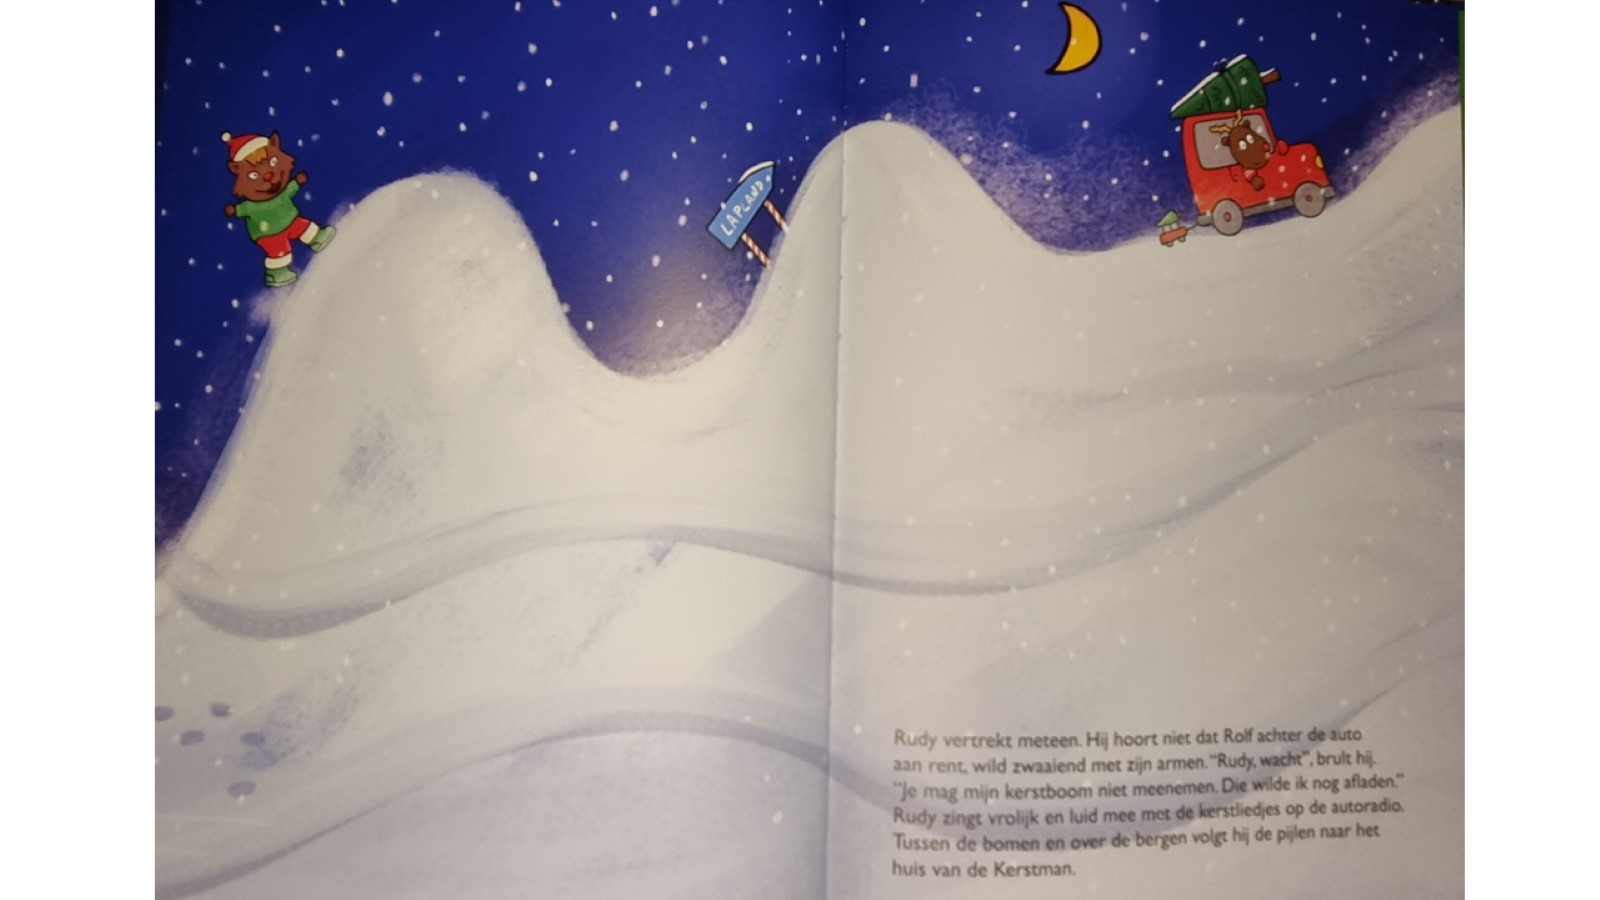 LAPLAND
Rudy vertrekt meteen. Hij hoort niet dat Rolf achter de auto
aan rent, wild zwaaiend met zijn armen. “Rudy, wacht”, brult hij.
“Je mag mijn kerstboom niet meenemen. Die wilde ik nog afladen.”
Rudy zingt vrolijk en luid mee met de kerstliedjes op de autoradio.
Tussen de bomen en over de bergen volgt hij de pijlen naar het
huis van de Kerstman.